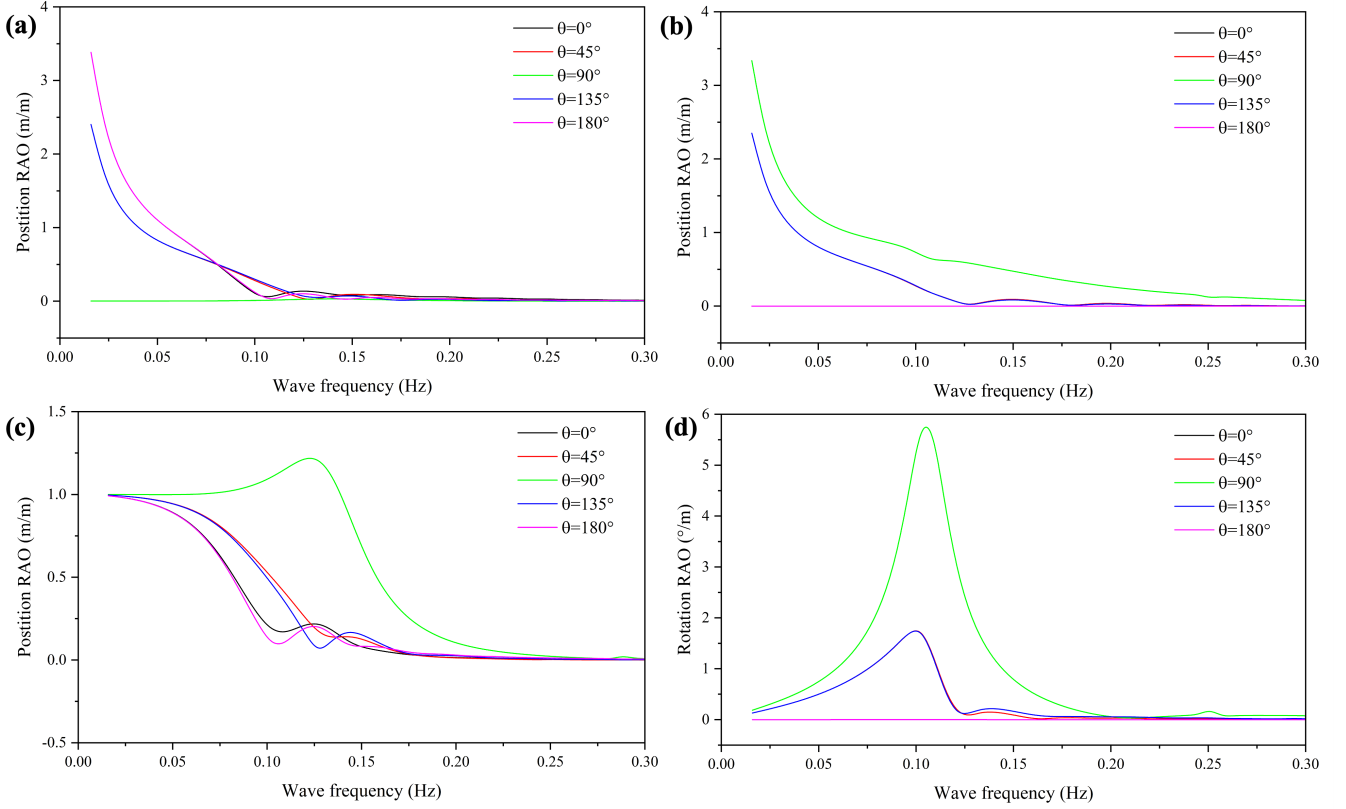 (a)
Postition RAO (m/m)
4
3
2
1
0
0.00 0.05 0.10 0.15 0.20 0.25 0.30
Wave frequency (Hz)
θ=0°
θ=45°
θ=90°
θ=135°
θ=180°
(b)
Postition RAO (m/m)
4
3
2
1
0
0.00 0.05 0.10 0.15 0.20 0.25 0.30
Wave frequency (Hz)
θ=0°
θ=45°
θ=90°
θ=135°
θ=180°
(c)
Postition RAO (m/m)
1.5
1.0
0.5
0.0
-0.5
0.00 0.05 0.10 0.15 0.20 0.25 0.30
Wave frequency (Hz)
θ=0°
θ=45°
θ=90°
θ=135°
θ=180°
(d)
Rotation RAO (°/m)
6
5
4
3
2
1
0
0.00 0.05 0.10 0.15 0.20 0.25 0.30
Wave frequency (Hz)
θ=0°
θ=45°
θ=90°
θ=135°
θ=180°